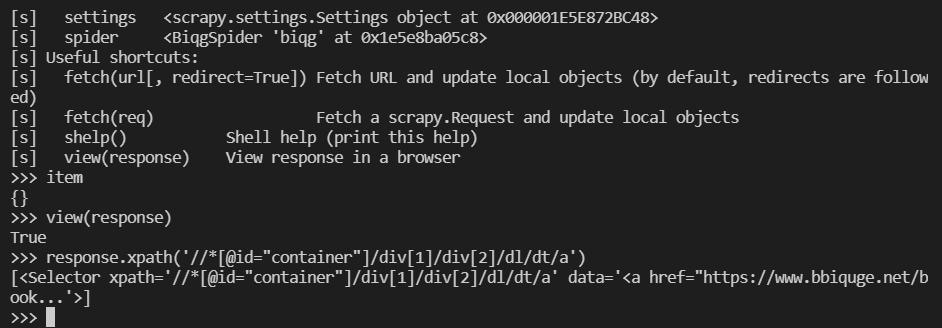 [s]   settings   <scrapy.settings.Settings object at 0x000001E5E872BC48>
[s]   spider     <BiqgSpider 'biqg' at 0x1e5e8ba05c8>
[s] Useful shortcuts:
[s]   fetch(url[, redirect=True]) Fetch URL and update local objects (by default, redirects are follow
ed)
[s]   fetch(req)                  Fetch a scrapy.Request and update local objects
[s]   shelp()           Shell help (print this help)
[s]   view(response)    View response in a browser
>>> item
{}
>>> view(response)
True
>>> response.xpath('//*[@id="container"]/div[1]/div[2]/dl/dt/a')
[<Selector xpath='//*[@id="container"]/div[1]/div[2]/dl/dt/a' data='<a href="https://www.bbiquge.net/b
ook...'>]
>>>